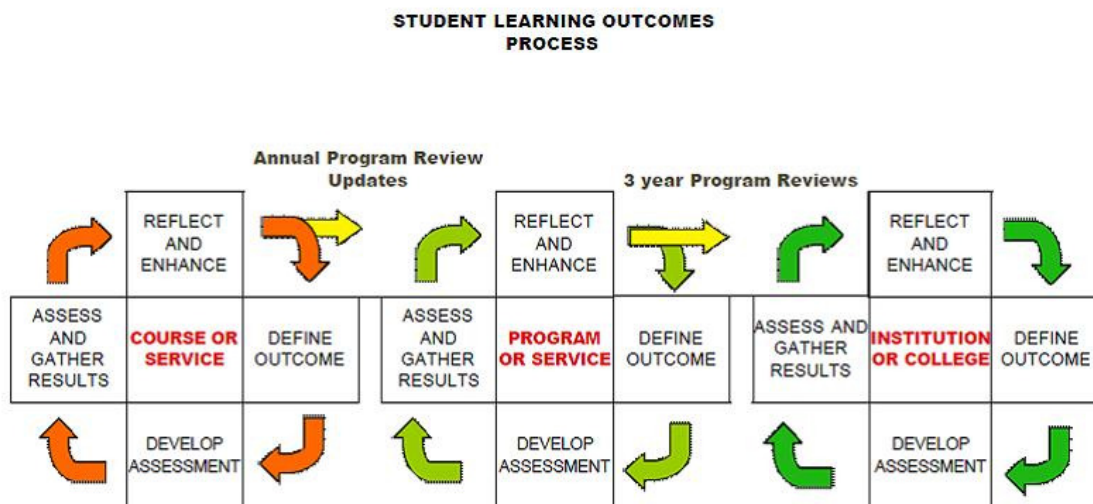 STUDENT LEARNING OUTCOMES
PROCESS
Annual Program Review
Updates
3 year Program Reviews
REFLECT
AND
ENHANCE
ASSESS
AND
GATHER
RESULTS
COURSE OR
SERVICE
DEFINE
OUTCOME
DEVELOP
ASSESSMENT
REFLECT
AND
ENHANCE
ASSESS
AND
GATHER
RESULTS
PROGRAM
OR SERVICE
DEFINE
OUTCOME
DEVELOP
ASSESSMENT
REFLECT
AND
ENHANCE
ASSESS AND
GATHER
RESULTS
INSTITUTION
OR COLLEGE
DEFINE
OUTCOME
DEVELOP
ASSESSMENT